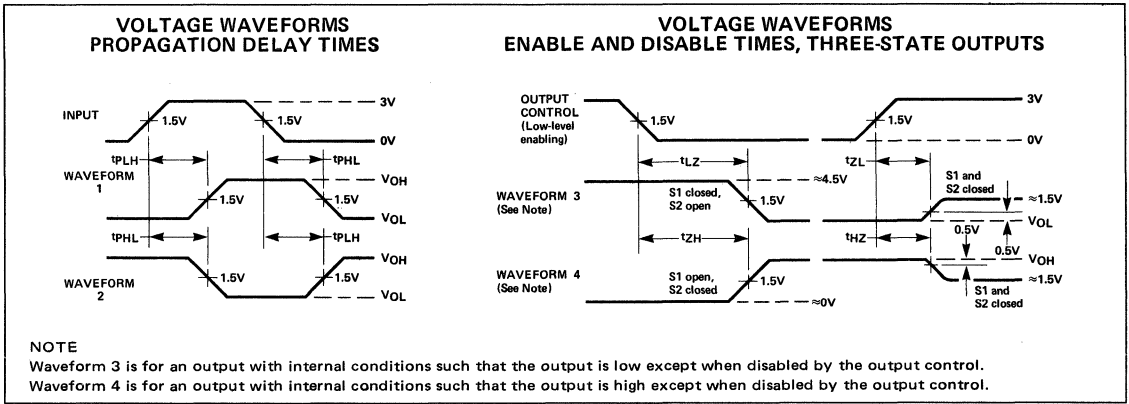 VOLTAGE WAVEFORMS
PROPAGATION DELAY TIMES
INPUT
1.5V
1.5V
3V
0V
tPLH
tPHL
WAVEFORM
1
1.5V
1.5V
VOH
VOL
tPHL
tPLH
WAVEFORM
2
1.5V
1.5V
VOH
VOL
VOLTAGE WAVEFORMS
ENABLE AND DISABLE TIMES, THREE-STATE OUTPUTS
OUTPUT
CONTROL
(Low-level
enabling)
1.5V
1.5V
3V
0V
tLZ
tZL
WAVEFORM 3
(See Note)
S1 closed,
S2 open
≈4.5V
1.5V
S1 and
S2 closed
≈1.5V
VOL
0.5V
tZH
tHZ
0.5V
WAVEFORM 4
(See Note)
S1 open,
S2 closed
1.5V
≈0V
VOH
≈1.5V
S1 and
S2 closed
NOTE
Waveform 3 is for an output with internal conditions such that the output is low except when disabled by the output control.
Waveform 4 is for an output with internal conditions such that the output is high except when disabled by the output control.